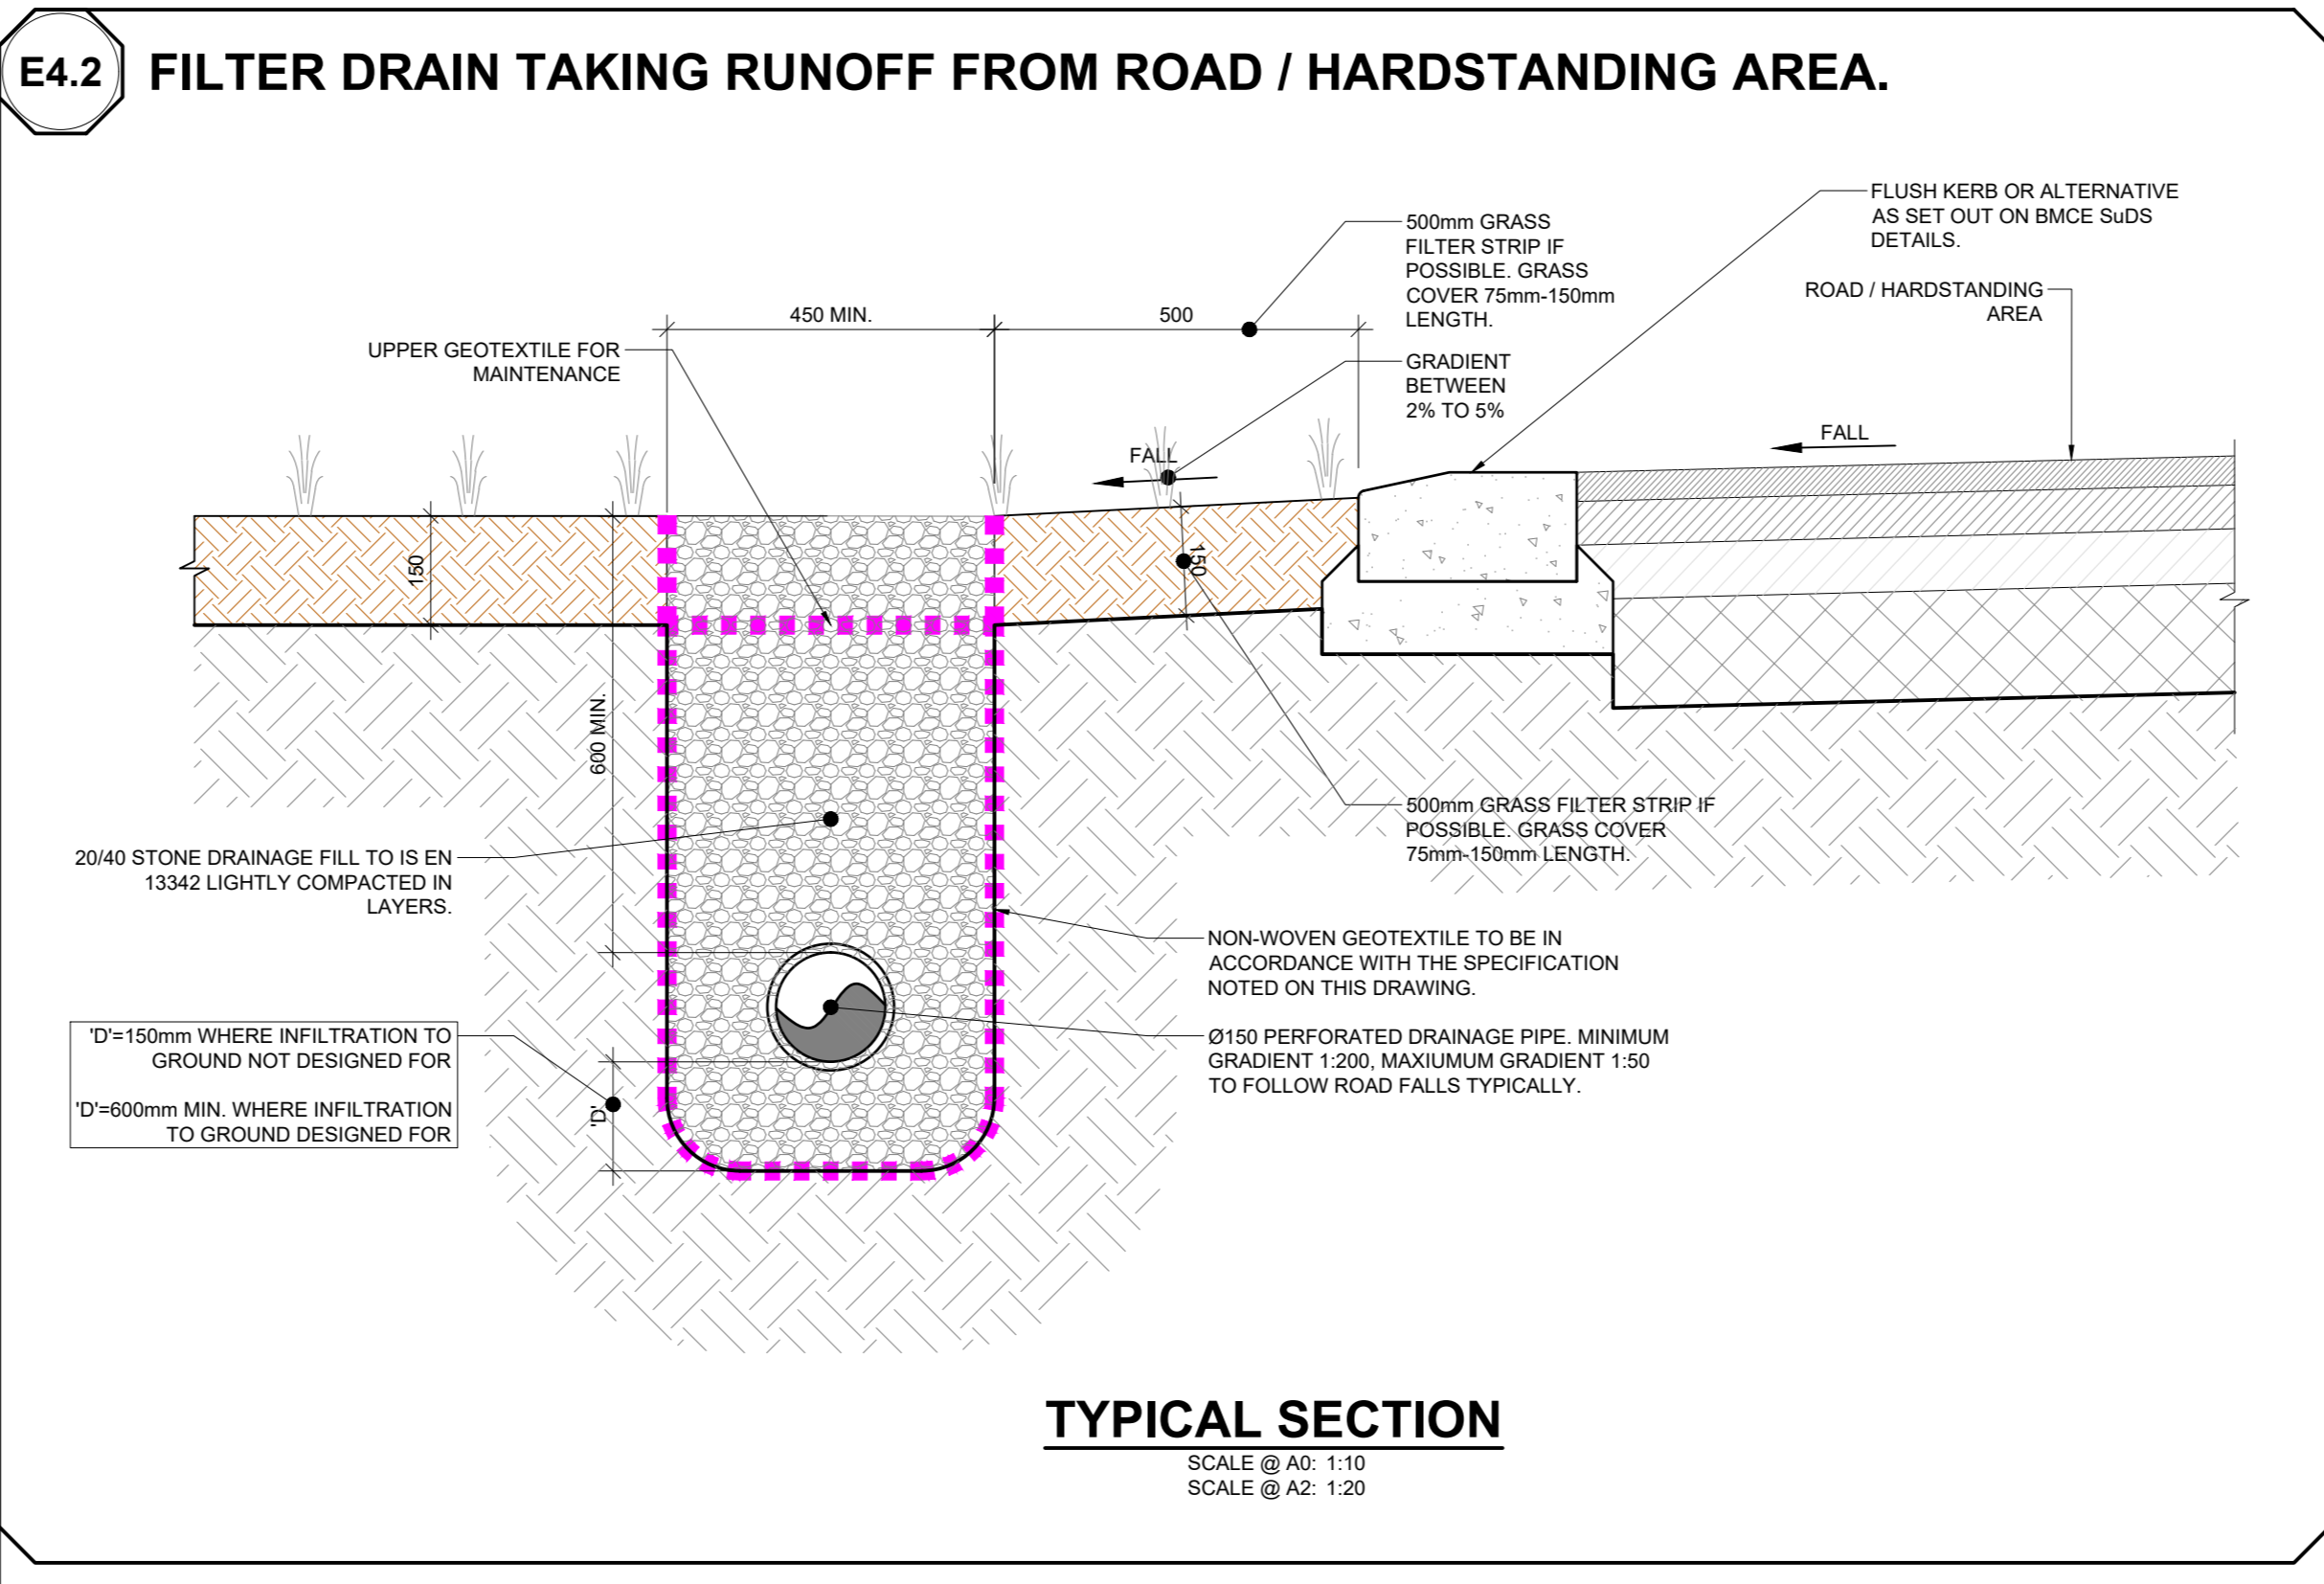 E4.2
FILTER DRAIN TAKING RUNOFF FROM ROAD / HARDSTANDING AREA.
FLUSH KERB OR ALTERNATIVE
AS SET OUT ON BMCE SuDS
DETAILS.
500mm GRASS
FILTER STRIP IF
POSSIBLE. GRASS
COVER 75mm-150mm
LENGTH.
ROAD / HARDSTANDING
AREA
450 MIN.
500
UPPER GEOTEXTILE FOR
MAINTENANCE
GRADIENT
BETWEEN
2% TO 5%
FALL
FALL
150
150
600 MIN.
500mm GRASS FILTER STRIP IF
POSSIBLE. GRASS COVER
75mm-150mm LENGTH.
20/40 STONE DRAINAGE FILL TO IS EN
13342 LIGHTLY COMPACTED IN
LAYERS.
NON-WOVEN GEOTEXTILE TO BE IN
ACCORDANCE WITH THE SPECIFICATION
NOTED ON THIS DRAWING.
'D'=150mm WHERE INFILTRATION TO
GROUND NOT DESIGNED FOR
'D'=600mm MIN. WHERE INFILTRATION
TO GROUND DESIGNED FOR
'D'
Ø150 PERFORATED DRAINAGE PIPE. MINIMUM
GRADIENT 1:200, MAXIUMUM GRADIENT 1:50
TO FOLLOW ROAD FALLS TYPICALLY.
TYPICAL SECTION
SCALE @ A0: 1:10
SCALE @ A2: 1:20